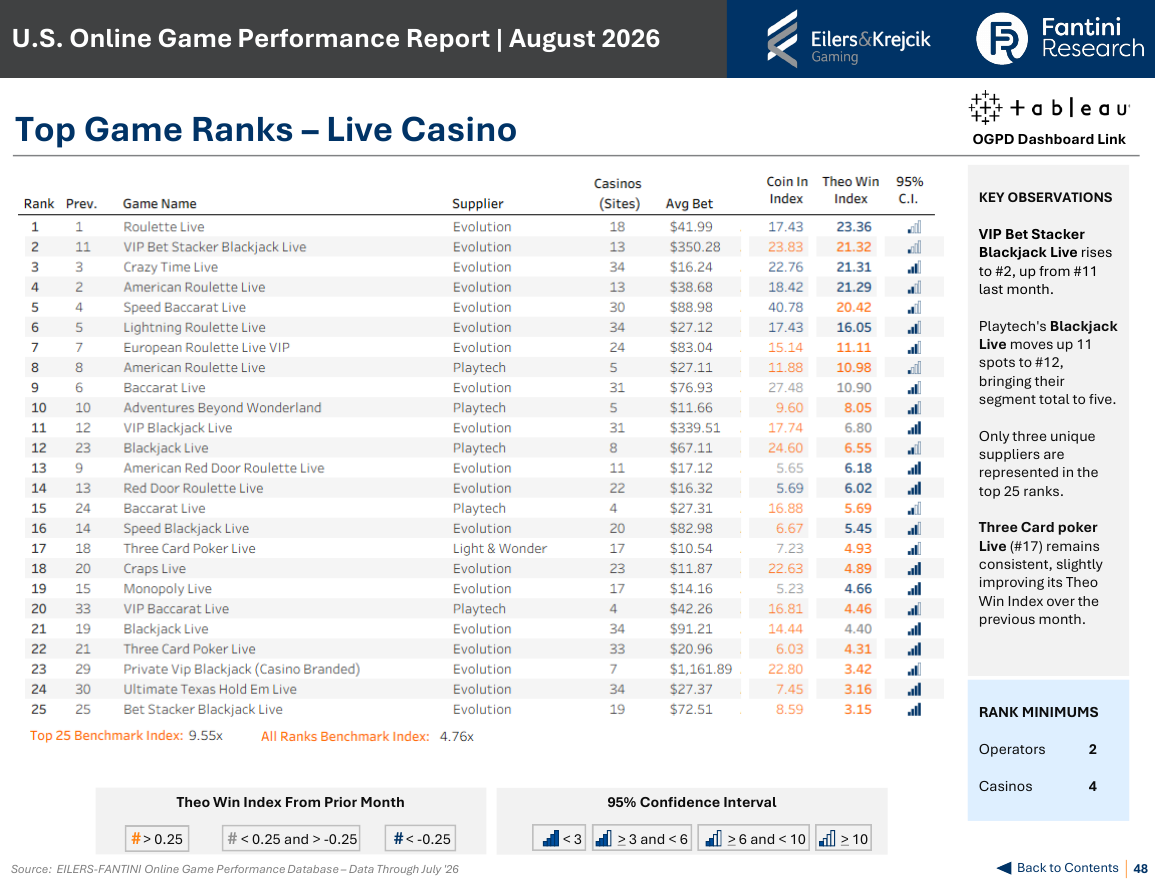 U.S. Online Game Performance Report | August 2026
Eilers&Krejcik
Gaming
Fantini
Research
Top Game Ranks – Live Casino
+ a b | e a u
OGPD Dashboard Link
Rank Prev. Game Name Supplier Casinos (Sites) Avg Bet Coin In Index Theo Win Index 95% C.I.
1 1 Roulette Live Evolution 18 $41.99 17.43 23.36
2 11 VIP Bet Stacker Blackjack Live Evolution 13 $350.28 23.83 21.32
3 3 Crazy Time Live Evolution 34 $16.24 22.76 21.31
4 2 American Roulette Live Evolution 13 $38.68 18.42 21.29
5 4 Speed Baccarat Live Evolution 30 $88.98 40.78 20.42
6 5 Lightning Roulette Live Evolution 34 $27.12 17.43 16.05
7 7 European Roulette Live VIP Evolution 24 $83.04 15.14 11.11
8 8 American Roulette Live Playtech 5 $27.11 11.88 10.98
9 6 Baccarat Live Evolution 31 $76.93 27.48 10.90
10 10 Adventures Beyond Wonderland Playtech 5 $11.66 9.60 8.05
11 12 VIP Blackjack Live Evolution 31 $339.51 17.74 6.80
12 23 Blackjack Live Playtech 8 $67.11 24.60 6.55
13 9 American Red Door Roulette Live Evolution 11 $17.12 5.65 6.18
14 13 Red Door Roulette Live Evolution 22 $16.32 5.69 6.02
15 24 Baccarat Live Playtech 4 $27.31 16.88 5.69
16 14 Speed Blackjack Live Evolution 20 $82.98 6.67 5.45
17 18 Three Card Poker Live Light & Wonder 17 $10.54 7.23 4.93
18 20 Craps Live Evolution 23 $11.87 22.63 4.89
19 15 Monopoly Live Evolution 17 $14.16 5.23 4.66
20 33 VIP Baccarat Live Playtech 4 $42.26 16.81 4.46
21 19 Blackjack Live Evolution 34 $91.21 14.44 4.40
22 21 Three Card Poker Live Evolution 33 $20.96 6.03 4.31
23 29 Private Vip Blackjack (Casino Branded) Evolution 7 $1,161.89 22.80 3.42
24 30 Ultimate Texas Hold Em Live Evolution 34 $27.37 7.45 3.16
25 25 Bet Stacker Blackjack Live Evolution 19 $72.51 8.59 3.15
Top 25 Benchmark Index: 9.55x All Ranks Benchmark Index: 4.76x
KEY OBSERVATIONS
VIP Bet Stacker
Blackjack Live rises
to #2, up from #11
last month.
Playtech's Blackjack
Live moves up 11
spots to #12,
bringing their
segment total to five.
Only three unique
suppliers are
represented in the
top 25 ranks.
Three Card poker
Live (#17) remains
consistent, slightly
improving its Theo
Win Index over the
previous month.
RANK MINIMUMS
Operators 2
Casinos 4
Theo Win Index From Prior Month
# > 0.25 # < 0.25 and > -0.25 # < -0.25
95% Confidence Interval
< 3 ≥ 3 and < 6 ≥ 6 and < 10 ≥ 10
Source: EILERS-FANTINI Online Game Performance Database – Data Through July '26
Back to Contents | 48